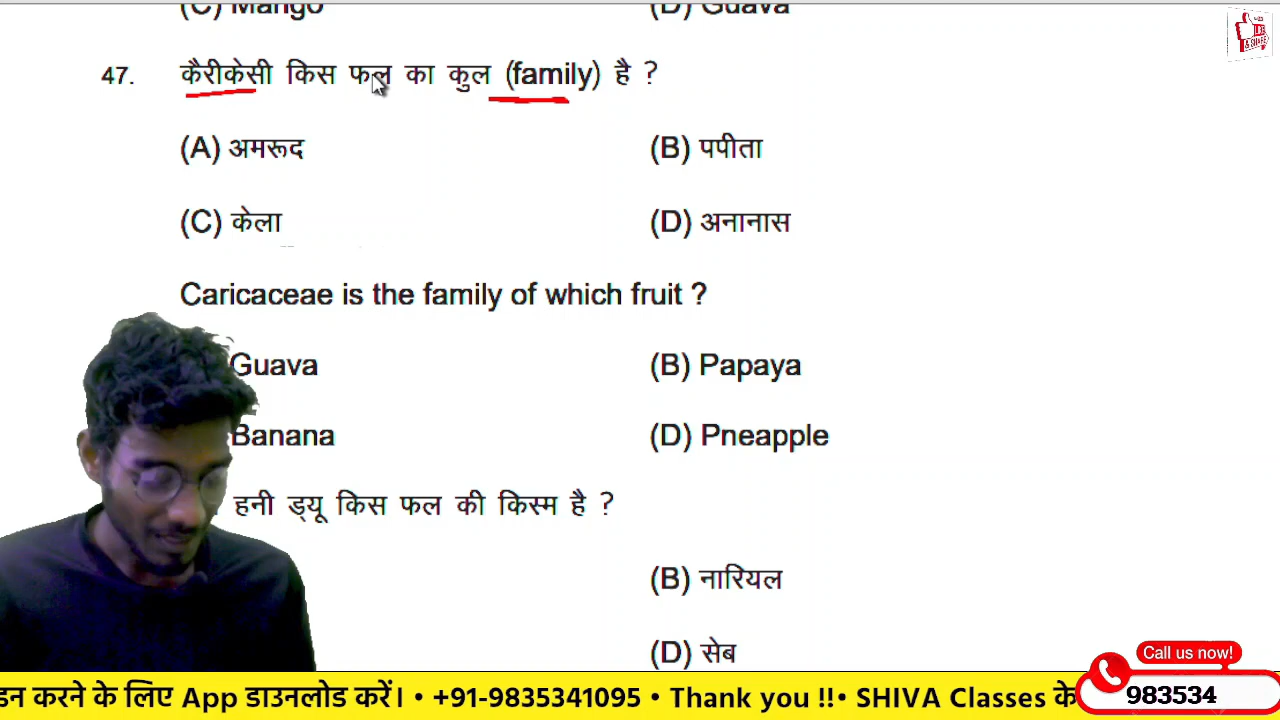 (C) Mango (D) Guava
47. कैरीकेसी किस फल का कुल (family) है ?
(A) अमरूद (B) पपीता
(C) केला (D) अनानास
Caricaceae is the family of which fruit ?
Guava (B) Papaya
Banana (D) Pneapple
हनी ड्यू किस फल की किस्म है ?
(B) नारियल
(D) सेब
Call us now!
डन करने के लिए App डाउनलोड करें। • +91-9835341095 • Thank you !!• SHIVA Classes के 983534